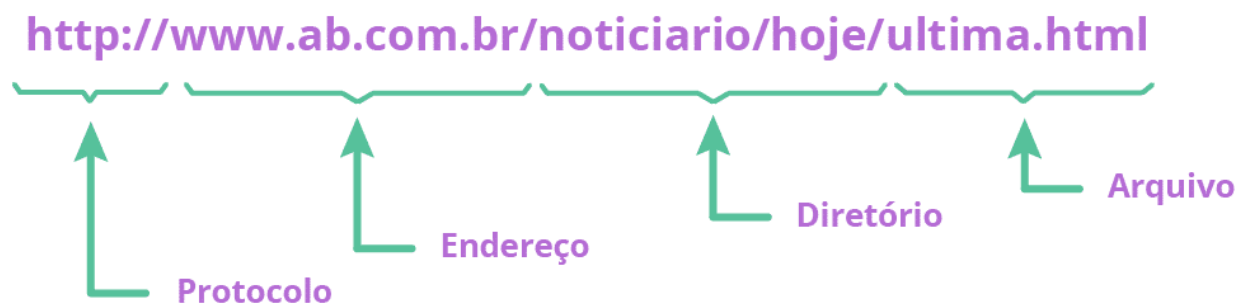 http://www.ab.com.br/noticiario/hoje/ultima.html
Arquivo
Diretório
Endereço
Protocolo